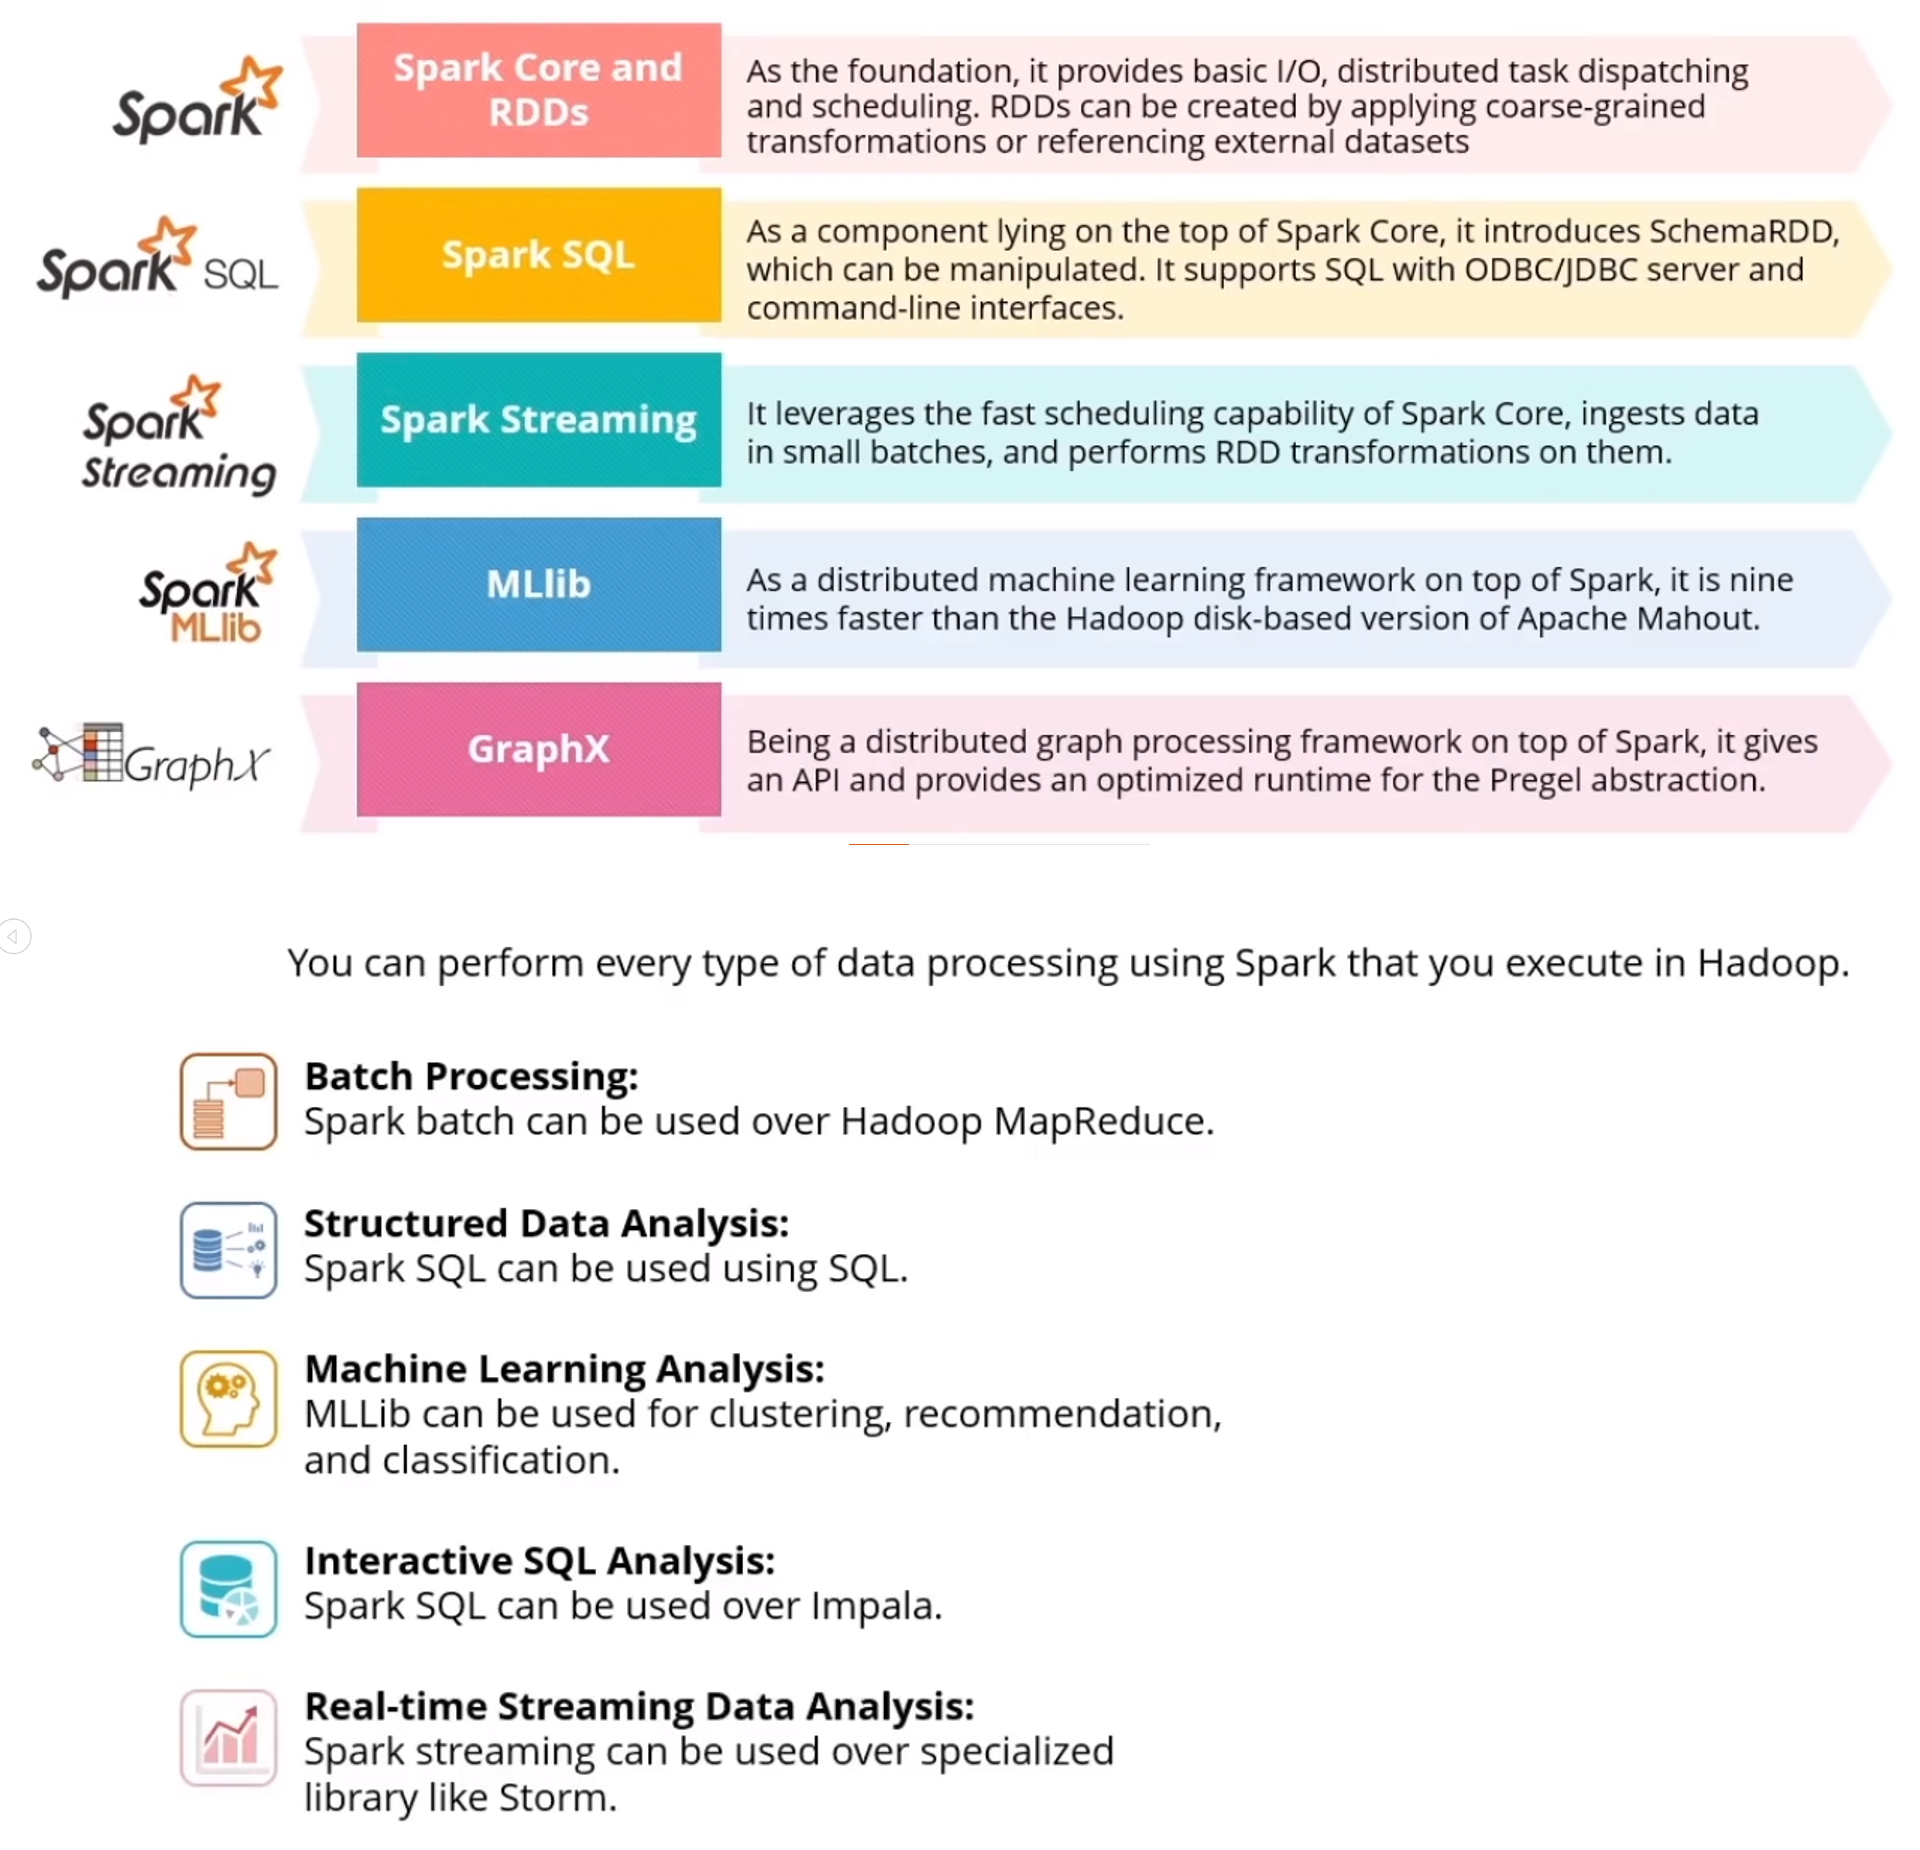 Spark
Spark Core and
RDDs
As the foundation, it provides basic I/O, distributed task dispatching
and scheduling. RDDs can be created by applying coarse-grained
transformations or referencing external datasets
Spark SQL
Spark SQL
As a component lying on the top of Spark Core, it introduces SchemaRDD,
which can be manipulated. It supports SQL with ODBC/JDBC server and
command-line interfaces.
Spark
Streaming
Spark Streaming
It leverages the fast scheduling capability of Spark Core, ingests data
in small batches, and performs RDD transformations on them.
Spark
MLlib
MLlib
As a distributed machine learning framework on top of Spark, it is nine
times faster than the Hadoop disk-based version of Apache Mahout.
GraphX
GraphX
Being a distributed graph processing framework on top of Spark, it gives
an API and provides an optimized runtime for the Pregel abstraction.
You can perform every type of data processing using Spark that you execute in Hadoop.
Batch Processing:
Spark batch can be used over Hadoop MapReduce.
Structured Data Analysis:
Spark SQL can be used using SQL.
Machine Learning Analysis:
MLLib can be used for clustering, recommendation,
and classification.
Interactive SQL Analysis:
Spark SQL can be used over Impala.
Real-time Streaming Data Analysis:
Spark streaming can be used over specialized
library like Storm.